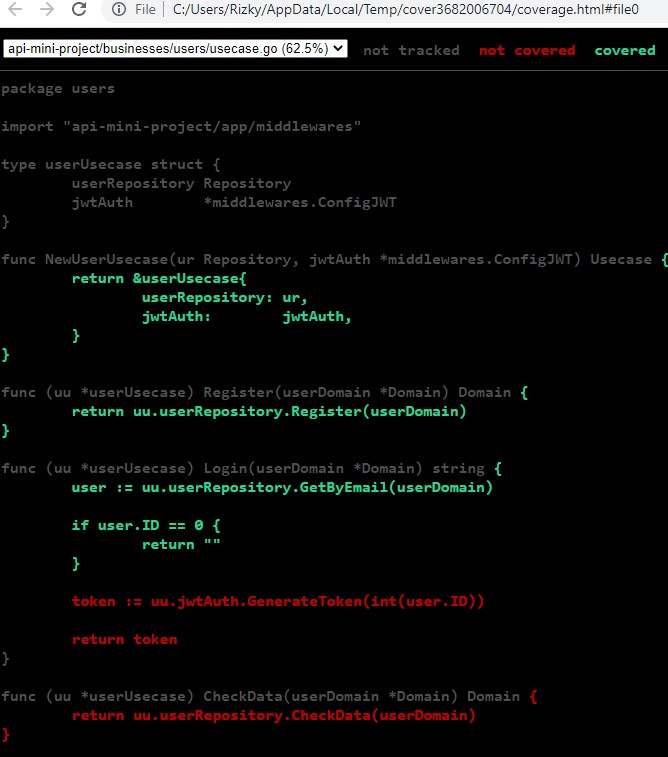 File | C:/Users/Rizky/AppData/Local/Temp/cover3682006704/coverage.html#file0
api-mini-project/businesses/users/usecase.go (62.5%) not tracked not covered covered
package users
import "api-mini-project/app/middlewares"
type userUsecase struct {
userRepository Repository
jwtAuth *middlewares.ConfigJWT
}
func NewUserUsecase(ur Repository, jwtAuth *middlewares.ConfigJWT) Usecase {
return &userUsecase{
userRepository: ur,
jwtAuth: jwtAuth,
}
}
func (uu *userUsecase) Register(userDomain *Domain) Domain {
return uu.userRepository.Register(userDomain)
}
func (uu *userUsecase) Login(userDomain *Domain) string {
user := uu.userRepository.GetByEmail(userDomain)
if user.ID == 0 {
return ""
}
token := uu.jwtAuth.GenerateToken(int(user.ID))
return token
}
func (uu *userUsecase) CheckData(userDomain *Domain) Domain {
return uu.userRepository.CheckData(userDomain)
}